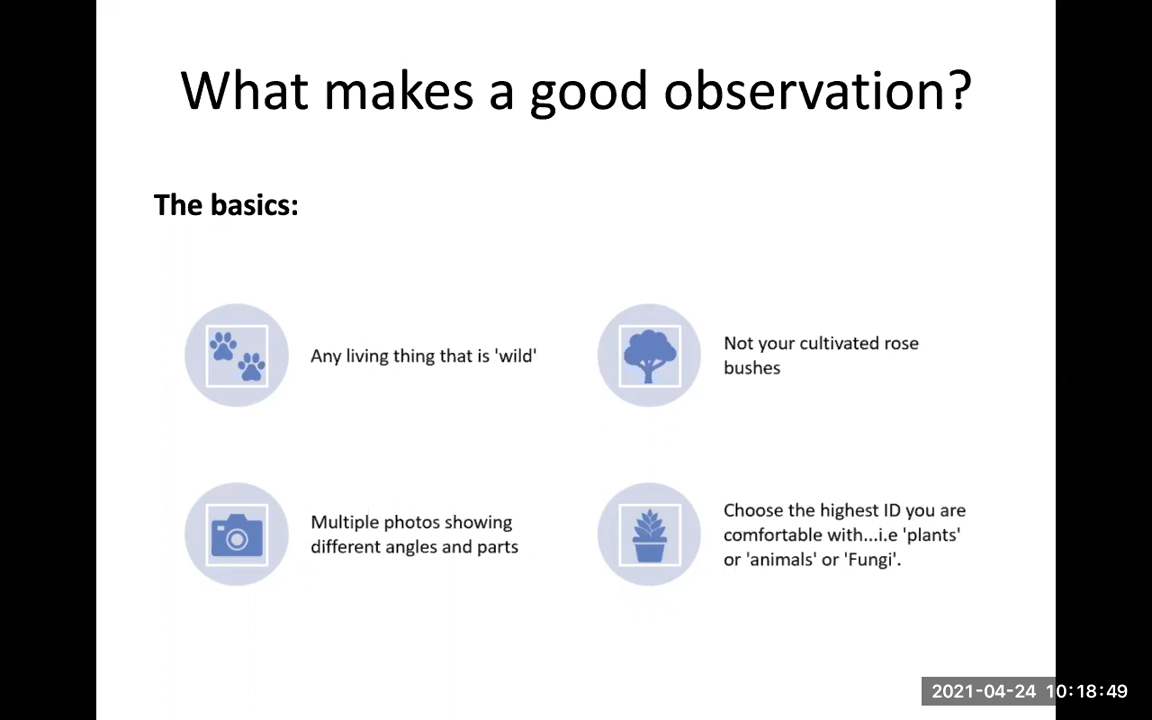 What makes a good observation?
The basics:
Any living thing that is 'wild'
Not your cultivated rose
bushes
Multiple photos showing
different angles and parts
Choose the highest ID you are
comfortable with...i.e 'plants'
or 'animals' or 'Fungi'.
2021-04-24 10:18:49